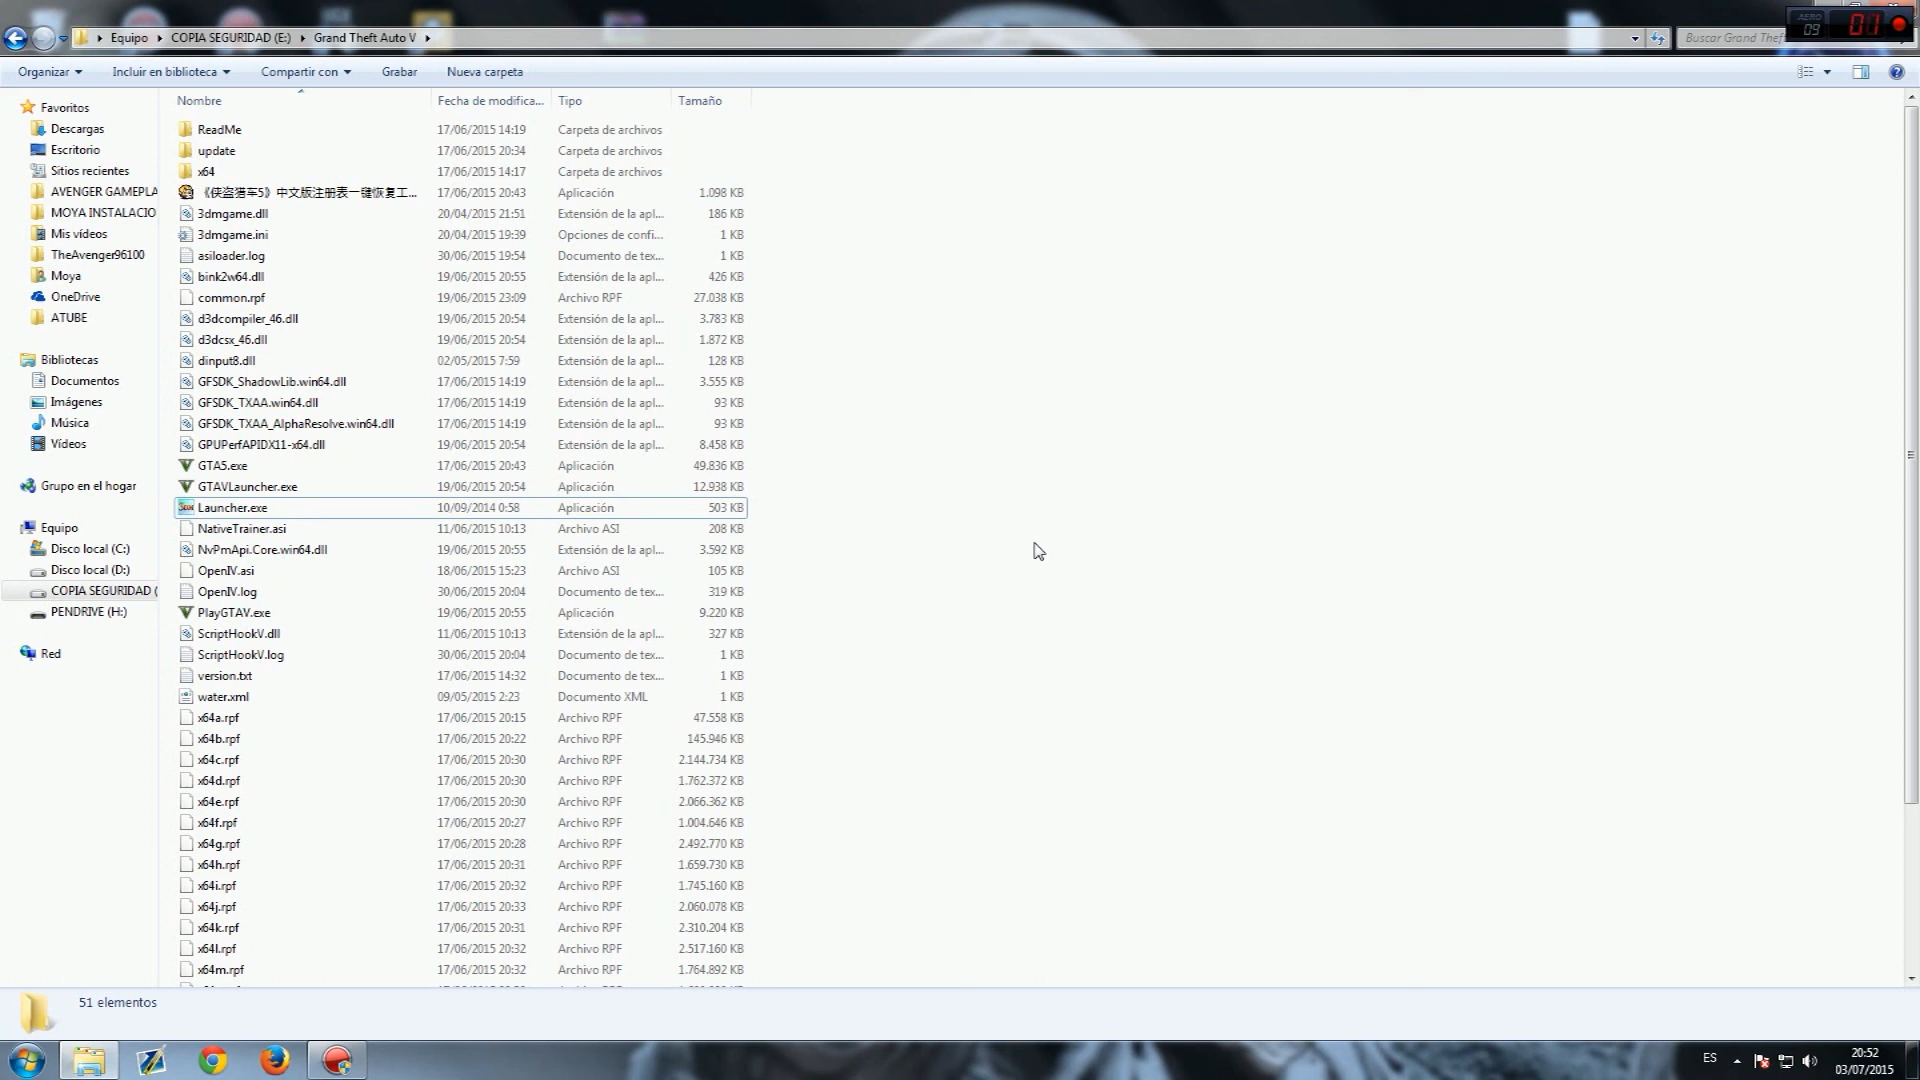 Equipo ▸ COPIA SEGURIDAD (E:) ▸ Grand Theft Auto V ▸
Buscar Grand Theft
09 01
Organizar Incluir en biblioteca Compartir con Grabar Nueva carpeta
Nombre Fecha de modifica... Tipo Tamaño
Favoritos
Descargas
Escritorio
Sitios recientes
AVENGER GAMEPLA
MOYA INSTALACIO
Mis vídeos
TheAvenger96100
Moya
OneDrive
ATUBE
Bibliotecas
Documentos
Imágenes
Música
Vídeos
Grupo en el hogar
Equipo
Disco local (C:)
Disco local (D:)
COPIA SEGURIDAD (
PENDRIVE (H:)
Red
ReadMe 17/06/2015 14:19 Carpeta de archivos
update 17/06/2015 20:34 Carpeta de archivos
x64 17/06/2015 14:17 Carpeta de archivos
《侠盗猎车5》中文版注册表一键恢复工... 17/06/2015 20:43 Aplicación 1.098 KB
3dmgame.dll 20/04/2015 21:51 Extensión de la apl... 186 KB
3dmgame.ini 20/04/2015 19:39 Opciones de confi... 1 KB
asiloader.log 30/06/2015 19:54 Documento de tex... 1 KB
bink2w64.dll 19/06/2015 20:55 Extensión de la apl... 426 KB
common.rpf 19/06/2015 23:09 Archivo RPF 27.038 KB
d3dcompiler_46.dll 19/06/2015 20:54 Extensión de la apl... 3.783 KB
d3dcsx_46.dll 19/06/2015 20:54 Extensión de la apl... 1.872 KB
dinput8.dll 02/05/2015 7:59 Extensión de la apl... 128 KB
GFSDK_ShadowLib.win64.dll 17/06/2015 14:19 Extensión de la apl... 3.555 KB
GFSDK_TXAA.win64.dll 17/06/2015 14:19 Extensión de la apl... 93 KB
GFSDK_TXAA_AlphaResolve.win64.dll 17/06/2015 14:19 Extensión de la apl... 93 KB
GPUPerfAPIDX11-x64.dll 19/06/2015 20:54 Extensión de la apl... 8.458 KB
GTA5.exe 17/06/2015 20:43 Aplicación 49.836 KB
GTAVLauncher.exe 19/06/2015 20:54 Aplicación 12.938 KB
Launcher.exe 10/09/2014 0:58 Aplicación 503 KB
NativeTrainer.asi 11/06/2015 10:13 Archivo ASI 208 KB
NvPmApi.Core.win64.dll 19/06/2015 20:55 Extensión de la apl... 3.592 KB
OpenIV.asi 18/06/2015 15:23 Archivo ASI 105 KB
OpenIV.log 30/06/2015 20:04 Documento de tex... 319 KB
PlayGTAV.exe 19/06/2015 20:55 Aplicación 9.220 KB
ScriptHookV.dll 11/06/2015 10:13 Extensión de la apl... 327 KB
ScriptHookV.log 30/06/2015 20:04 Documento de tex... 1 KB
version.txt 17/06/2015 14:32 Documento de tex... 1 KB
water.xml 09/05/2015 2:23 Documento XML 1 KB
x64a.rpf 17/06/2015 20:15 Archivo RPF 47.558 KB
x64b.rpf 17/06/2015 20:22 Archivo RPF 145.946 KB
x64c.rpf 17/06/2015 20:30 Archivo RPF 2.144.734 KB
x64d.rpf 17/06/2015 20:30 Archivo RPF 1.762.372 KB
x64e.rpf 17/06/2015 20:30 Archivo RPF 2.066.362 KB
x64f.rpf 17/06/2015 20:27 Archivo RPF 1.004.646 KB
x64g.rpf 17/06/2015 20:28 Archivo RPF 2.492.770 KB
x64h.rpf 17/06/2015 20:31 Archivo RPF 1.659.730 KB
x64i.rpf 17/06/2015 20:32 Archivo RPF 1.745.160 KB
x64j.rpf 17/06/2015 20:33 Archivo RPF 2.060.078 KB
x64k.rpf 17/06/2015 20:31 Archivo RPF 2.310.204 KB
x64l.rpf 17/06/2015 20:32 Archivo RPF 2.517.160 KB
x64m.rpf 17/06/2015 20:32 Archivo RPF 1.764.892 KB
51 elementos
ES
20:52
03/07/2015